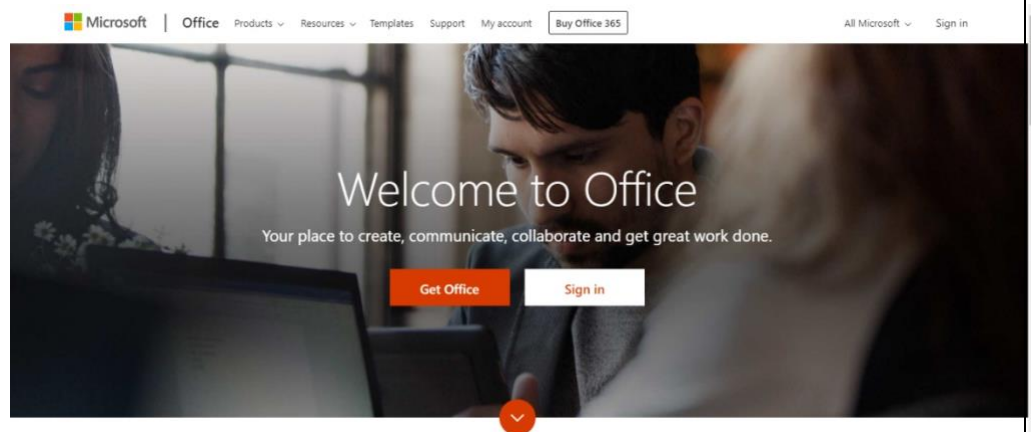 Microsoft | Office Products Resources Templates Support My account Buy Office 365 All Microsoft Sign in
Welcome to Office
Your place to create, communicate, collaborate and get great work done.
Get Office Sign in